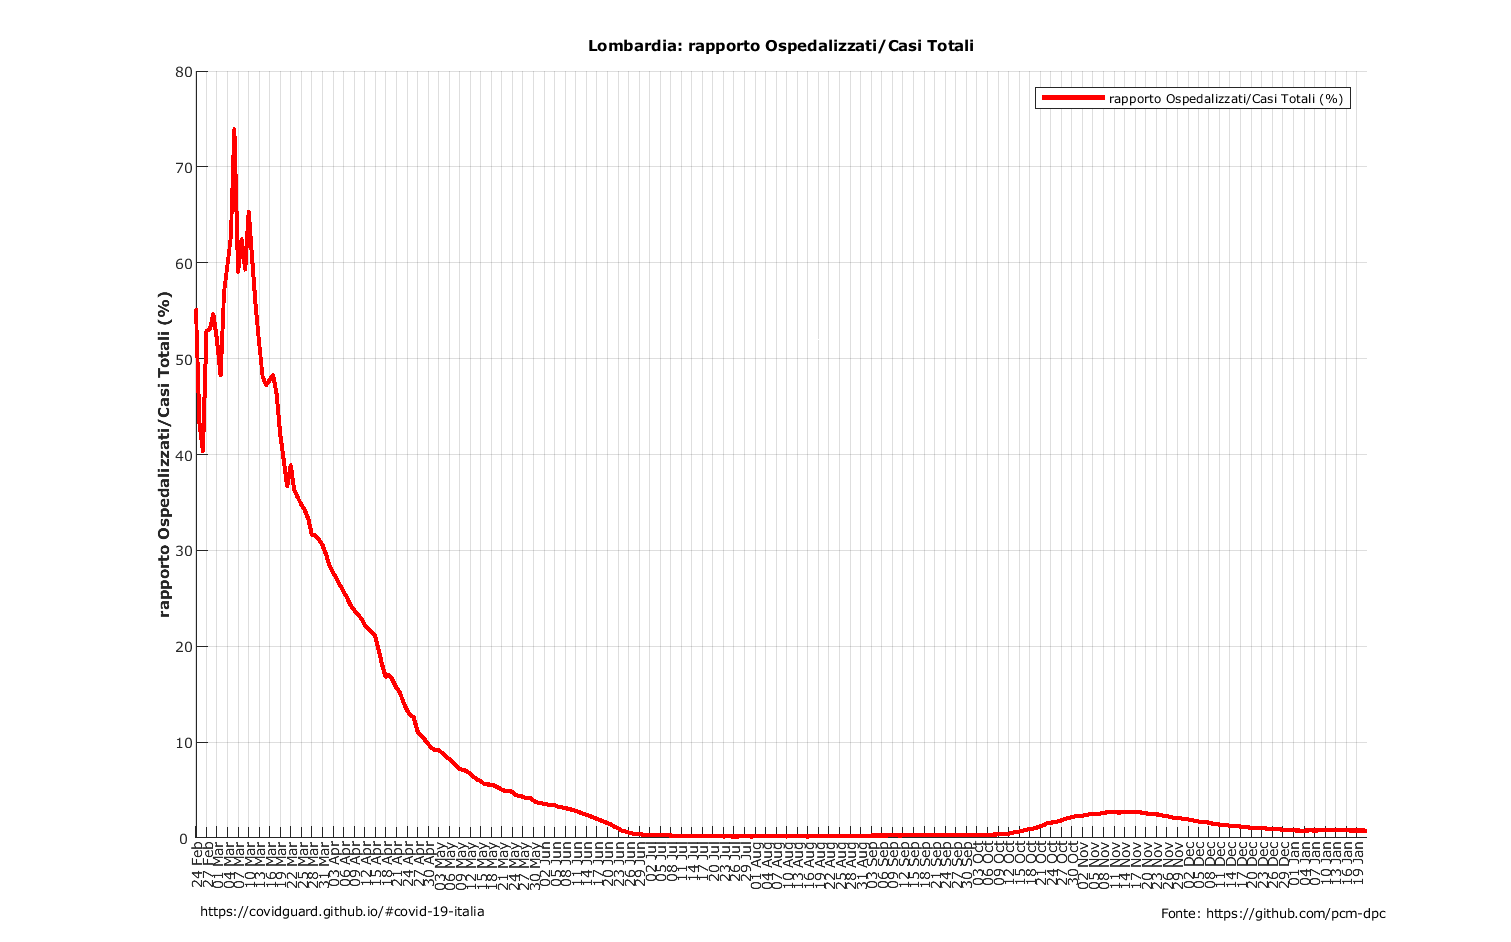 Lombardia: rapporto Ospedalizzati/Casi Totali
rapporto Ospedalizzati/Casi Totali (%)
rapporto Ospedalizzati/Casi Totali (%)
80
70
60
50
40
30
20
10
0
24 Feb
27 Feb
01 Mar
04 Mar
07 Mar
10 Mar
13 Mar
16 Mar
19 Mar
22 Mar
25 Mar
28 Mar
31 Mar
03 Apr
06 Apr
09 Apr
12 Apr
15 Apr
18 Apr
21 Apr
24 Apr
27 Apr
30 Apr
03 May
06 May
09 May
12 May
15 May
18 May
21 May
24 May
27 May
30 May
02 Jun
05 Jun
08 Jun
11 Jun
14 Jun
17 Jun
20 Jun
23 Jun
26 Jun
29 Jun
02 Jul
05 Jul
08 Jul
11 Jul
14 Jul
17 Jul
20 Jul
23 Jul
26 Jul
29 Jul
01 Aug
04 Aug
07 Aug
10 Aug
13 Aug
16 Aug
19 Aug
22 Aug
25 Aug
28 Aug
31 Aug
03 Sep
06 Sep
09 Sep
12 Sep
15 Sep
18 Sep
21 Sep
24 Sep
27 Sep
30 Sep
03 Oct
06 Oct
09 Oct
12 Oct
15 Oct
18 Oct
21 Oct
24 Oct
27 Oct
30 Oct
02 Nov
05 Nov
08 Nov
11 Nov
14 Nov
17 Nov
20 Nov
23 Nov
26 Nov
29 Nov
02 Dec
05 Dec
08 Dec
11 Dec
14 Dec
17 Dec
20 Dec
23 Dec
26 Dec
29 Dec
01 Jan
04 Jan
07 Jan
10 Jan
13 Jan
16 Jan
19 Jan
https://covidguard.github.io/#covid-19-italia
Fonte: https://github.com/pcm-dpc